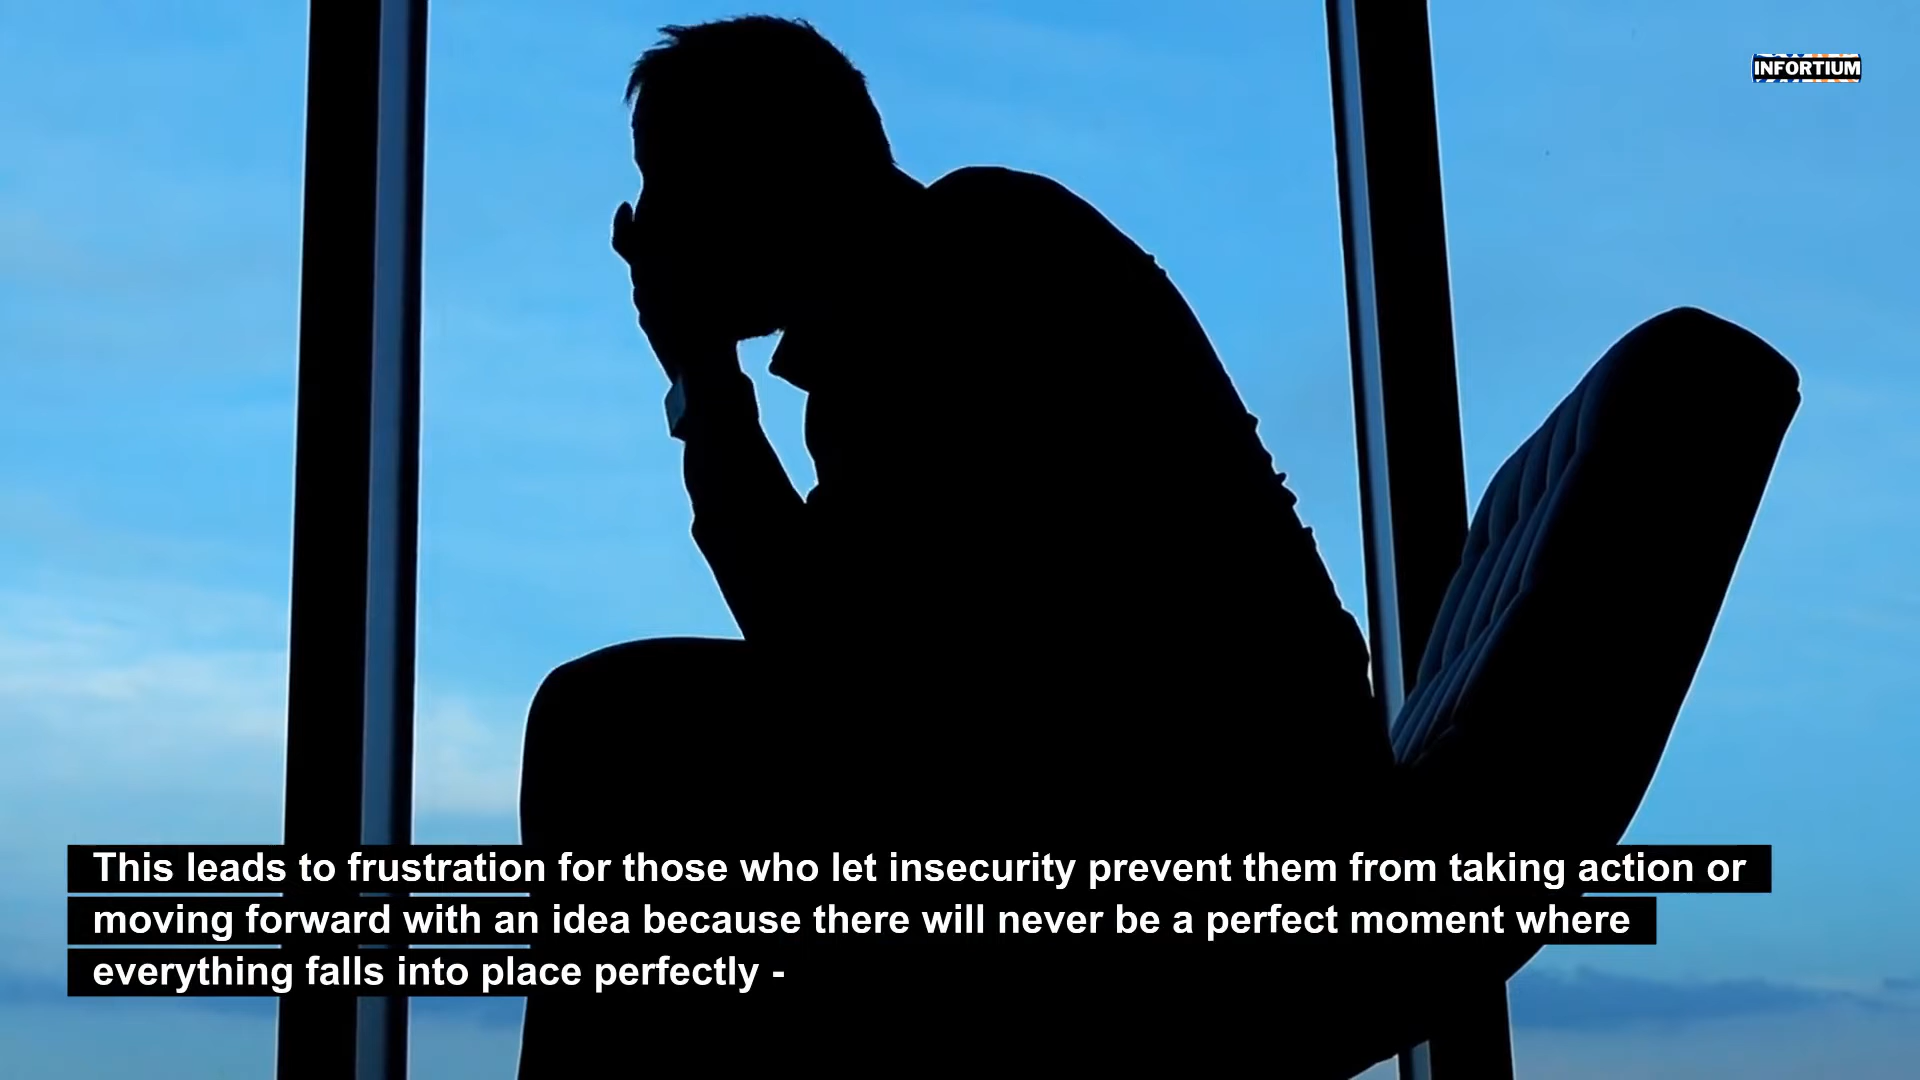 INFORTIUM
This leads to frustration for those who let insecurity prevent them from taking action or
moving forward with an idea because there will never be a perfect moment where
everything falls into place perfectly -